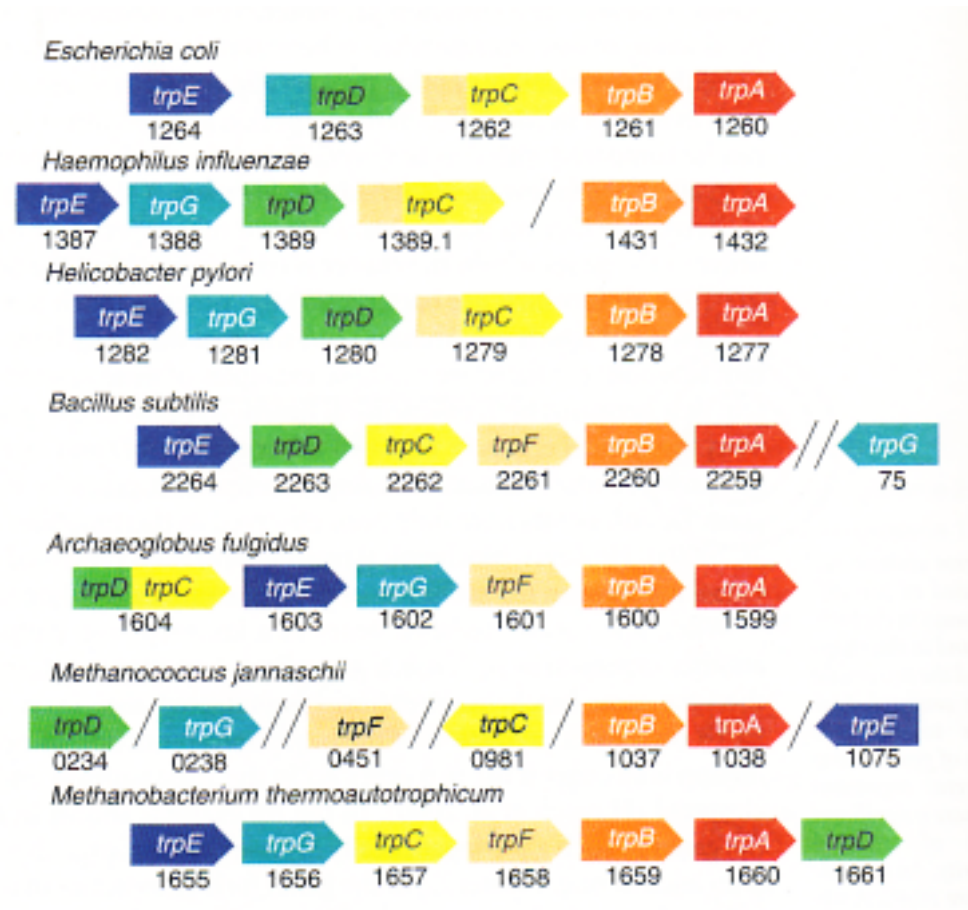 Escherichia coli
trpE trpD trpC trpB trpA
1264 1263 1262 1261 1260
Haemophilus influenzae
trpE trpG trpD trpC / trpB trpA
1387 1388 1389 1389.1 1431 1432
Helicobacter pylori
trpE trpG trpD trpC trpB trpA
1282 1281 1280 1279 1278 1277
Bacillus subtilis
trpE trpD trpC trpF trpB trpA // trpG
2264 2263 2262 2261 2260 2259 75
Archaeoglobus fulgidus
trpD trpC trpE trpG trpF trpB trpA
1604 1603 1602 1601 1600 1599
Methanococcus jannaschii
trpD / trpG // trpF // trpC / trpB trpA / trpE
0234 0238 0451 0981 1037 1038 1075
Methanobacterium thermoautotrophicum
trpE trpG trpC trpF trpB trpA trpD
1655 1656 1657 1658 1659 1660 1661